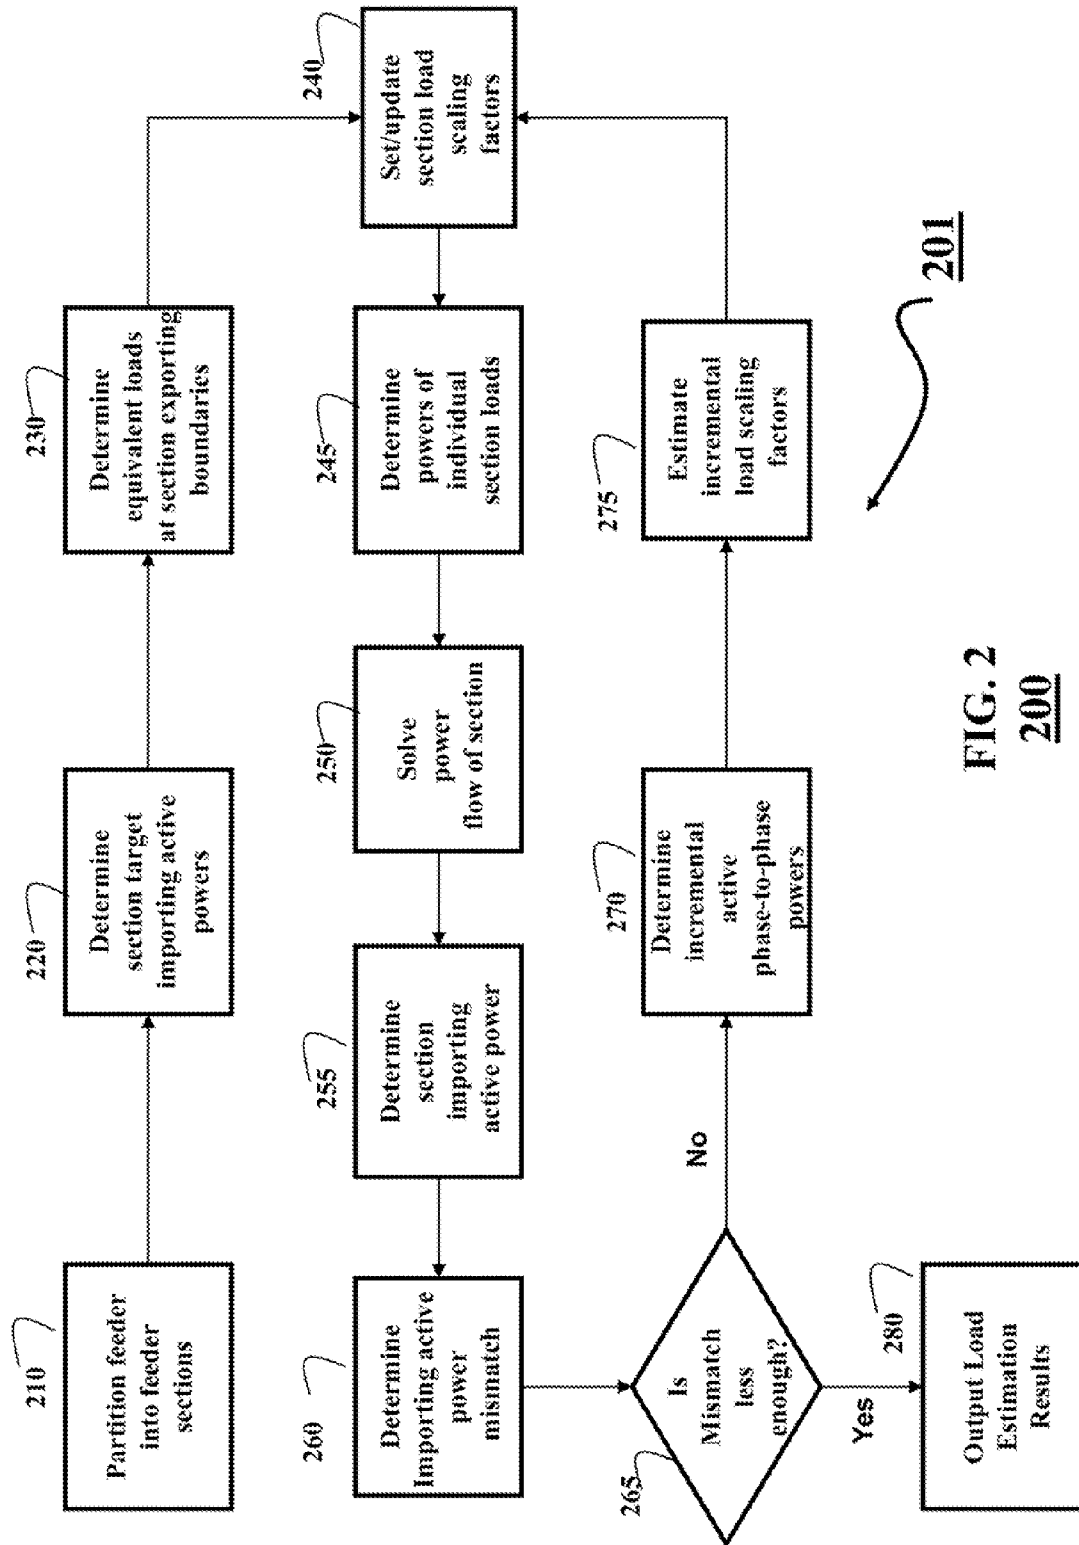 210
Partition feeder
into feeder
sections
220
Determine
section target
importing active
powers
230
Determine
equivalent loads
at section exporting
boundaries
240
Set/update
section load
scaling
factors
245
Determine
powers of
individual
section loads
250
Solve
power
flow of section
255
Determine
section
importing
active power
260
Determine
Importing active
power
mismatch
265
Is
Mismatch
less
enough?
No
Yes
270
Determine
incremental
active
phase-to-phase
powers
275
Estimate
incremental
load scaling
factors
280
Output Load
Estimation
Results
201
FIG. 2
200